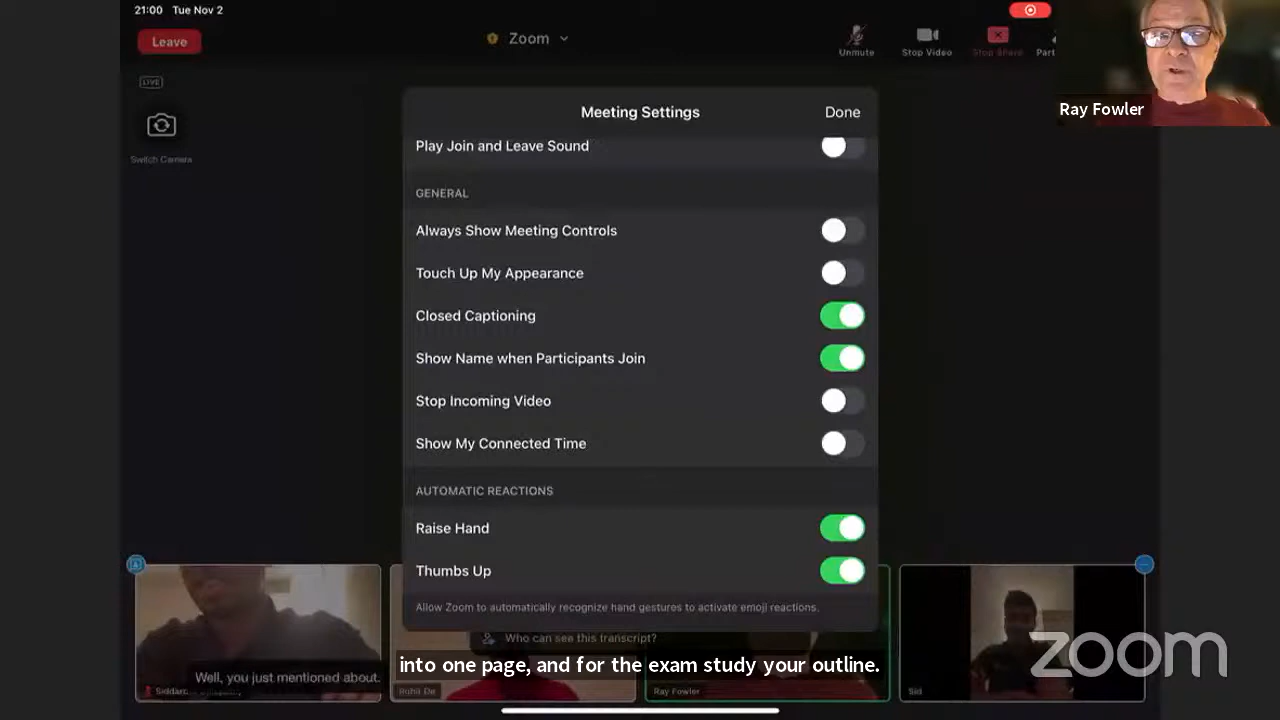 21:00 Tue Nov 2
Leave
Zoom
Unmute
Stop Video
Stop Share
Part
Ray Fowler
LIVE
Switch Camera
Meeting Settings
Done
Play Join and Leave Sound
GENERAL
Always Show Meeting Controls
Touch Up My Appearance
Closed Captioning
Show Name when Participants Join
Stop Incoming Video
Show My Connected Time
AUTOMATIC REACTIONS
Raise Hand
Thumbs Up
Allow Zoom to automatically recognize hand gestures to activate emoji reactions.
Who can see this transcript?
into one page, and for the exam study your outline.
Well, you just mentioned about.
Rohit De
Ray Fowler
Sid
zoom